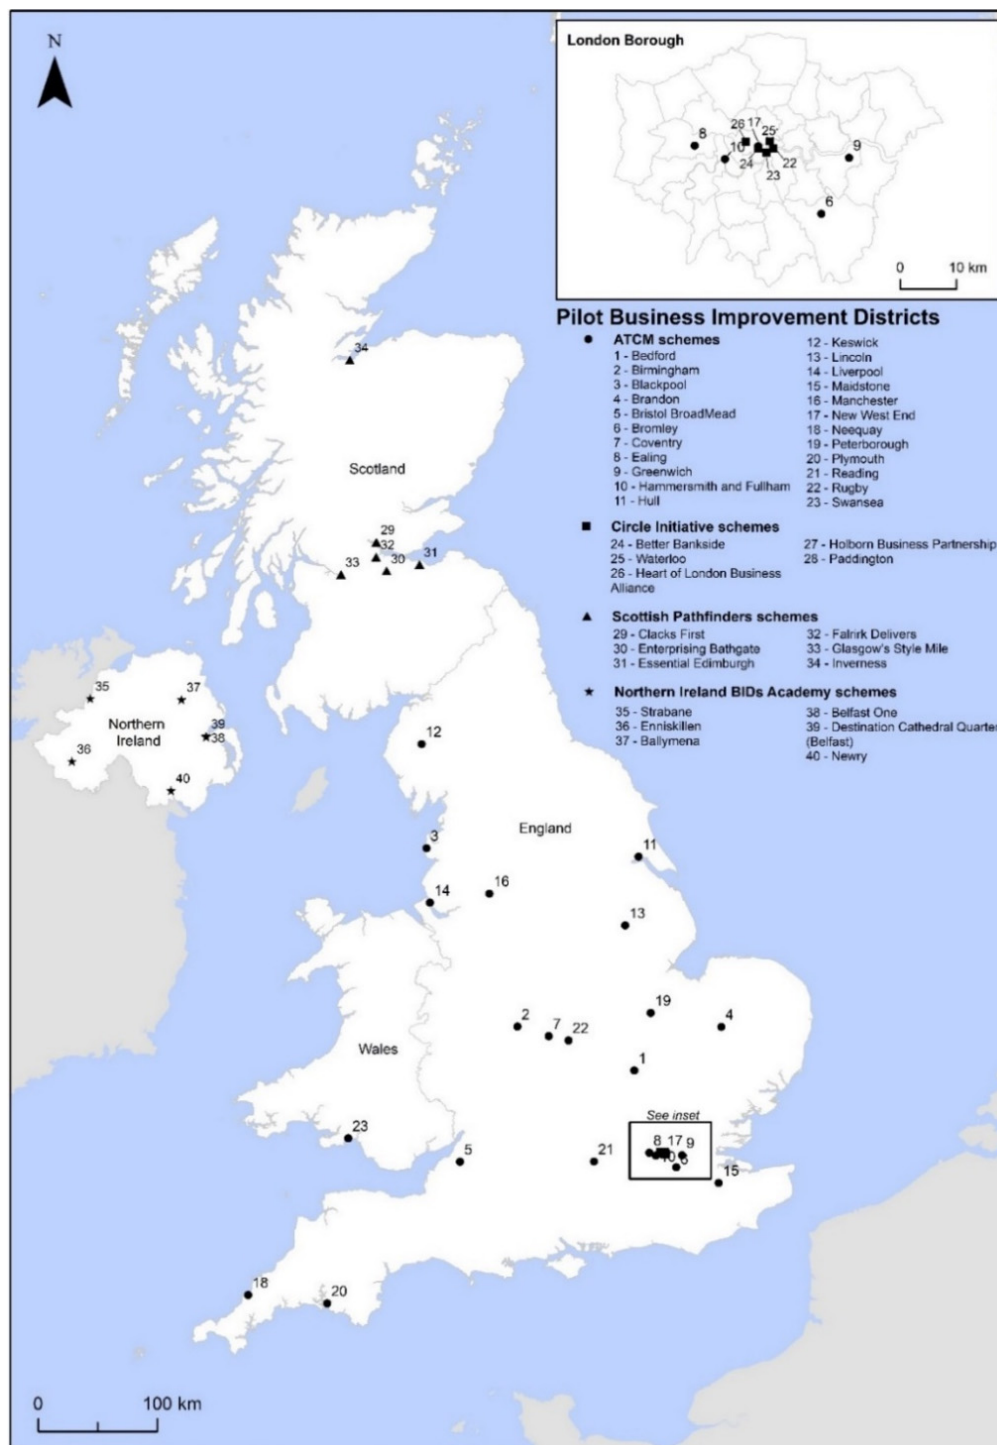 N
London Borough
26 17 25
8
10
24
22
23
9
6
0 10 km
Pilot Business Improvement Districts
ATCM schemes
1 - Bedford
2 - Birmingham
3 - Blackpool
4 - Brandon
5 - Bristol BroadMead
6 - Bromley
7 - Coventry
8 - Ealing
9 - Greenwich
10 - Hammersmith and Fullham
11 - Hull
12 - Keswick
13 - Lincoln
14 - Liverpool
15 - Maidstone
16 - Manchester
17 - New West End
18 - Neequay
19 - Peterborough
20 - Plymouth
21 - Reading
22 - Rugby
23 - Swansea
Circle Initiative schemes
24 - Better Bankside
25 - Waterloo
26 - Heart of London Business
Alliance
27 - Holborn Business Partnership
28 - Paddington
Scottish Pathfinders schemes
29 - Clacks First
30 - Enterprising Bathgate
31 - Essential Edimburgh
32 - Falrirk Delivers
33 - Glasgow's Style Mile
34 - Inverness
Northern Ireland BIDs Academy schemes
35 - Strabane
36 - Enniskillen
37 - Ballymena
38 - Belfast One
39 - Destination Cathedral Quarter
(Belfast)
40 - Newry
34
Scotland
29
32
33
30
31
35
37
Northern
Ireland
39
38
36
40
12
England
3
11
16
14
13
19
2
4
7
22
Wales
1
See inset
23
5
21
8 17 9
10 6
15
18
20
0 100 km